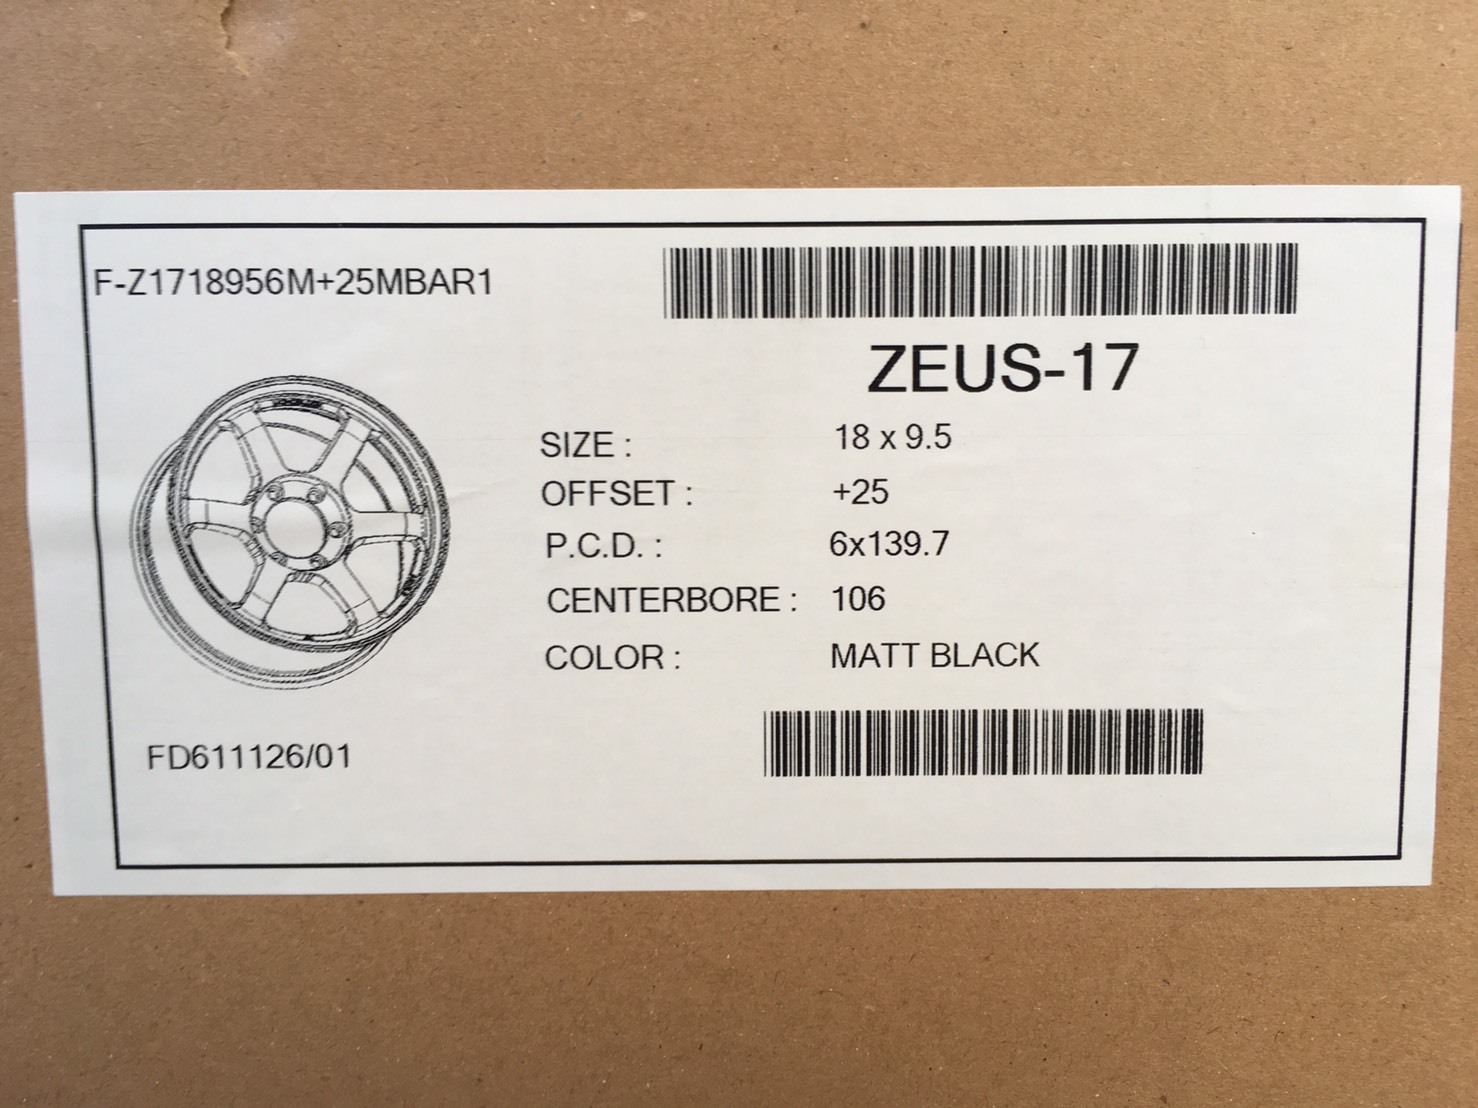 F-Z1718956M+25MBAR1
ZEUS-17
SIZE : 18 x 9.5
OFFSET : +25
P.C.D. : 6x139.7
CENTERBORE : 106
COLOR : MATT BLACK
FD611126/01